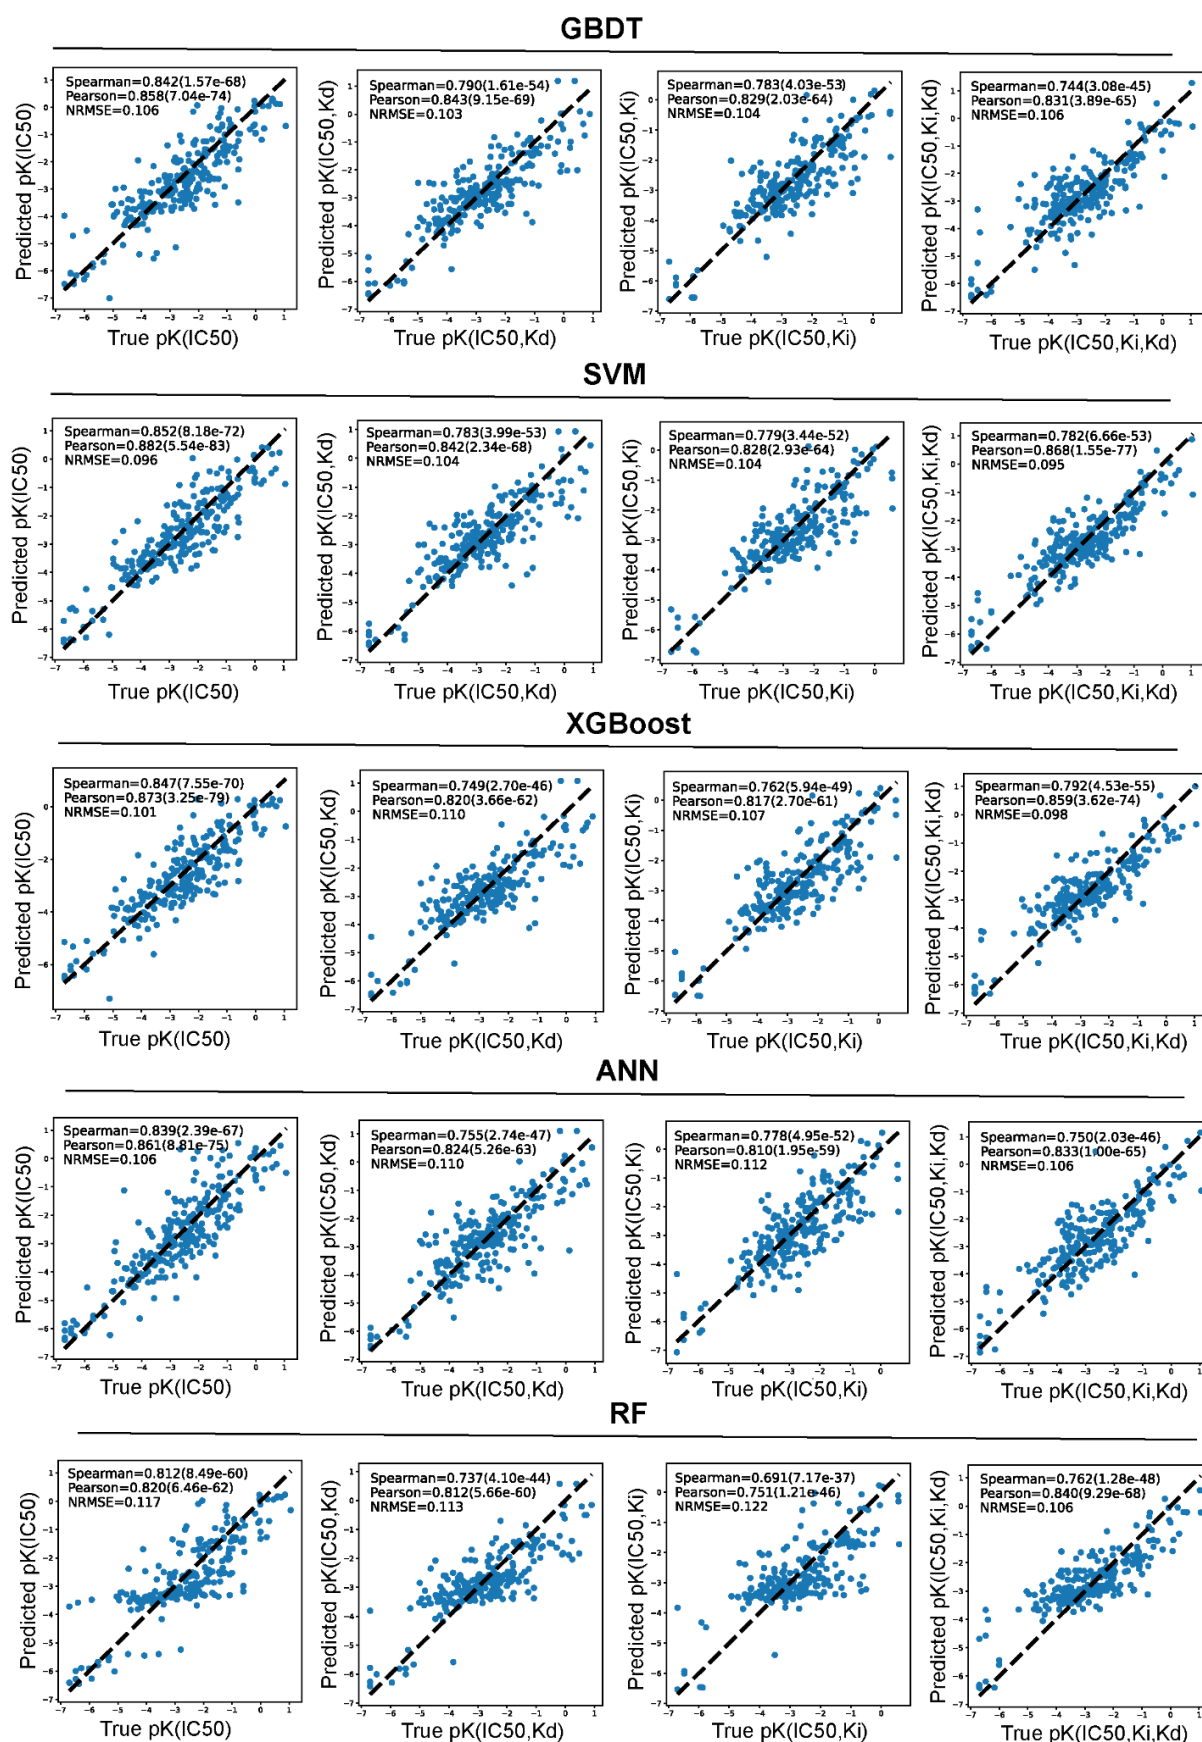 GBDT
Spearman=0.842(1.57e-68)
Pearson=0.858(7.04e-74)
NRMSE=0.106
Predicted pK(IC50)
True pK(IC50)
Spearman=0.790(1.61e-54)
Pearson=0.843(9.15e-69)
NRMSE=0.103
Predicted pK(IC50,Kd)
True pK(IC50,Kd)
Spearman=0.783(4.03e-53)
Pearson=0.829(2.03e-64)
NRMSE=0.104
Predicted pK(IC50,Ki)
True pK(IC50,Ki)
Spearman=0.744(3.08e-45)
Pearson=0.831(3.89e-65)
NRMSE=0.106
Predicted pK(IC50,Ki,Kd)
True pK(IC50,Ki,Kd)
SVM
Spearman=0.852(8.18e-72)
Pearson=0.882(5.54e-83)
NRMSE=0.096
Predicted pK(IC50)
True pK(IC50)
Spearman=0.783(3.99e-53)
Pearson=0.842(2.34e-68)
NRMSE=0.104
Predicted pK(IC50,Kd)
True pK(IC50,Kd)
Spearman=0.779(3.44e-52)
Pearson=0.828(2.93e-64)
NRMSE=0.104
Predicted pK(IC50,Ki)
True pK(IC50,Ki)
Spearman=0.782(6.66e-53)
Pearson=0.868(1.55e-77)
NRMSE=0.095
Predicted pK(IC50,Ki,Kd)
True pK(IC50,Ki,Kd)
XGBoost
Spearman=0.847(7.55e-70)
Pearson=0.873(3.25e-79)
NRMSE=0.101
Predicted pK(IC50)
True pK(IC50)
Spearman=0.749(2.70e-46)
Pearson=0.820(3.66e-62)
NRMSE=0.110
Predicted pK(IC50,Kd)
True pK(IC50,Kd)
Spearman=0.762(5.94e-49)
Pearson=0.817(2.70e-61)
NRMSE=0.107
Predicted pK(IC50,Ki)
True pK(IC50,Ki)
Spearman=0.792(4.53e-55)
Pearson=0.859(3.62e-74)
NRMSE=0.098
Predicted pK(IC50,Ki,Kd)
True pK(IC50,Ki,Kd)
ANN
Spearman=0.839(2.39e-67)
Pearson=0.861(8.81e-75)
NRMSE=0.106
Predicted pK(IC50)
True pK(IC50)
Spearman=0.755(2.74e-47)
Pearson=0.824(5.26e-63)
NRMSE=0.110
Predicted pK(IC50,Kd)
True pK(IC50,Kd)
Spearman=0.778(4.95e-52)
Pearson=0.810(1.95e-59)
NRMSE=0.112
Predicted pK(IC50,Ki)
True pK(IC50,Ki)
Spearman=0.750(2.03e-46)
Pearson=0.833(1.00e-65)
NRMSE=0.106
Predicted pK(IC50,Ki,Kd)
True pK(IC50,Ki,Kd)
RF
Spearman=0.812(8.49e-60)
Pearson=0.820(6.46e-62)
NRMSE=0.117
Predicted pK(IC50)
True pK(IC50)
Spearman=0.737(4.10e-44)
Pearson=0.812(5.66e-60)
NRMSE=0.113
Predicted pK(IC50,Kd)
True pK(IC50,Kd)
Spearman=0.691(7.17e-37)
Pearson=0.751(1.21e-46)
NRMSE=0.122
Predicted pK(IC50,Ki)
True pK(IC50,Ki)
Spearman=0.762(1.28e-48)
Pearson=0.840(9.29e-68)
NRMSE=0.106
Predicted pK(IC50,Ki,Kd)
True pK(IC50,Ki,Kd)